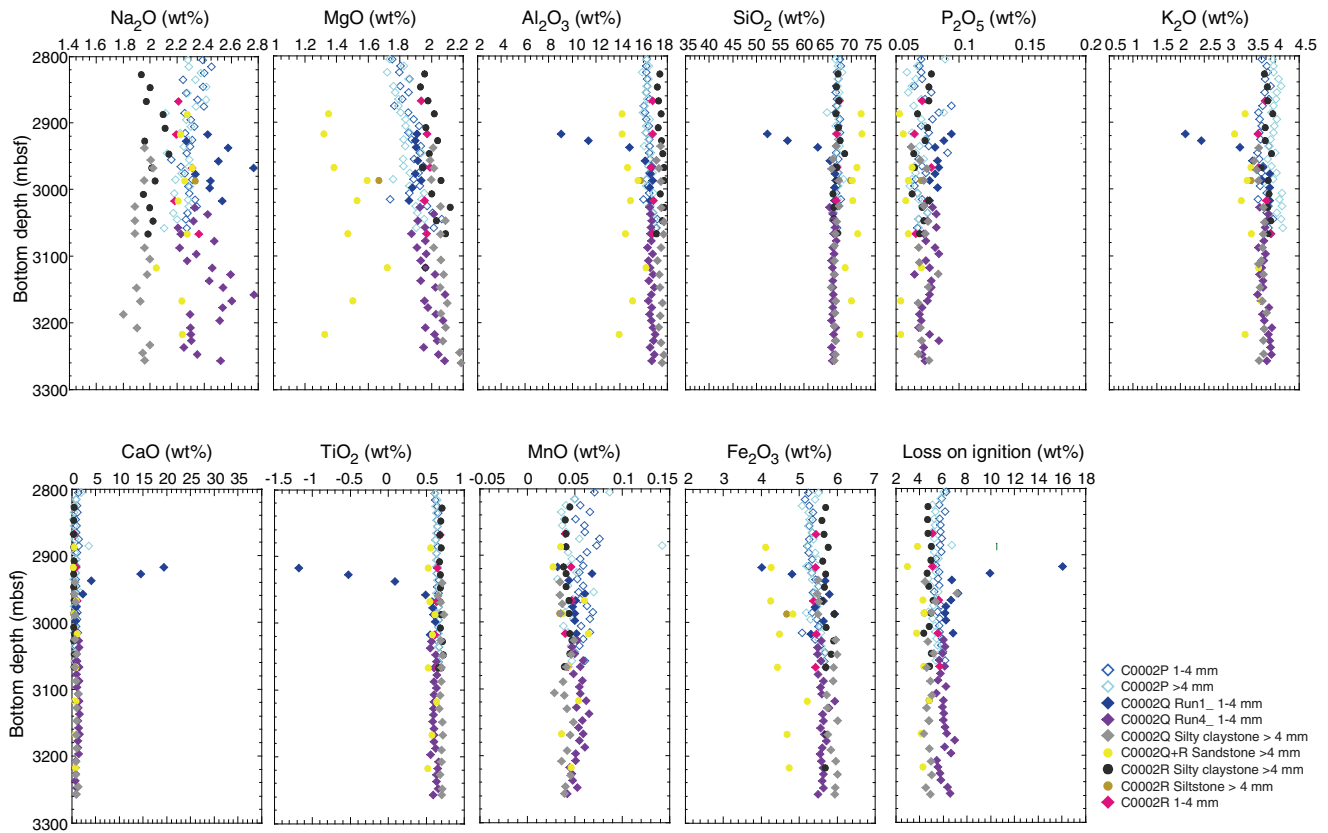 Na2O (wt%) MgO (wt%) Al2O3 (wt%) SiO2 (wt%) P2O5 (wt%) K2O (wt%)
1.4 1.6 1.8 2 2.2 2.4 2.6 2.8 1 1.2 1.4 1.6 1.8 2 2.2 2 4 6 8 10 12 14 16 18 35 45 55 65 70 75 0.05 0.1 0.15 0.2 0.5 1 1.5 2 2.5 3 3.5 4 4.5
2800
2900
3000
3100
3200
3300
Bottom depth (mbsf)
CaO (wt%) TiO2 (wt%) MnO (wt%) Fe2O3 (wt%) Loss on ignition (wt%)
0 5 10 15 20 25 30 35 -1.5 -1 -0.5 0 0.5 1 -0.05 0 0.05 0.1 0.15 2 3 4 5 6 7 2 4 6 8 10 12 14 16 18
2800
2900
3000
3100
3200
3300
Bottom depth (mbsf)
C0002P 1-4 mm
C0002P >4 mm
C0002Q Run1_ 1-4 mm
C0002Q Run4_ 1-4 mm
C0002Q Silty claystone > 4 mm
C0002Q+R Sandstone >4 mm
C0002R Silty claystone >4 mm
C0002R Siltstone > 4 mm
C0002R 1-4 mm